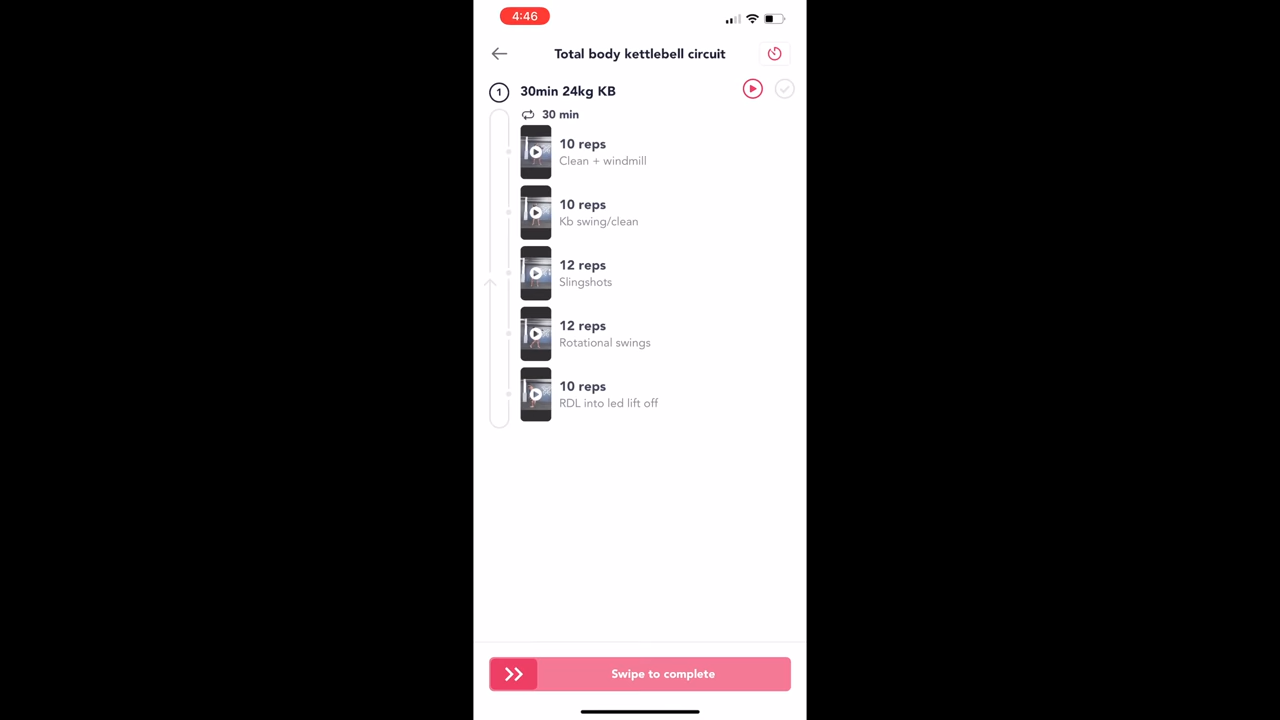 4:46
Total body kettlebell circuit
1 30min 24kg KB
30 min
10 reps
Clean + windmill
10 reps
Kb swing/clean
12 reps
Slingshots
12 reps
Rotational swings
10 reps
RDL into led lift off
Swipe to complete